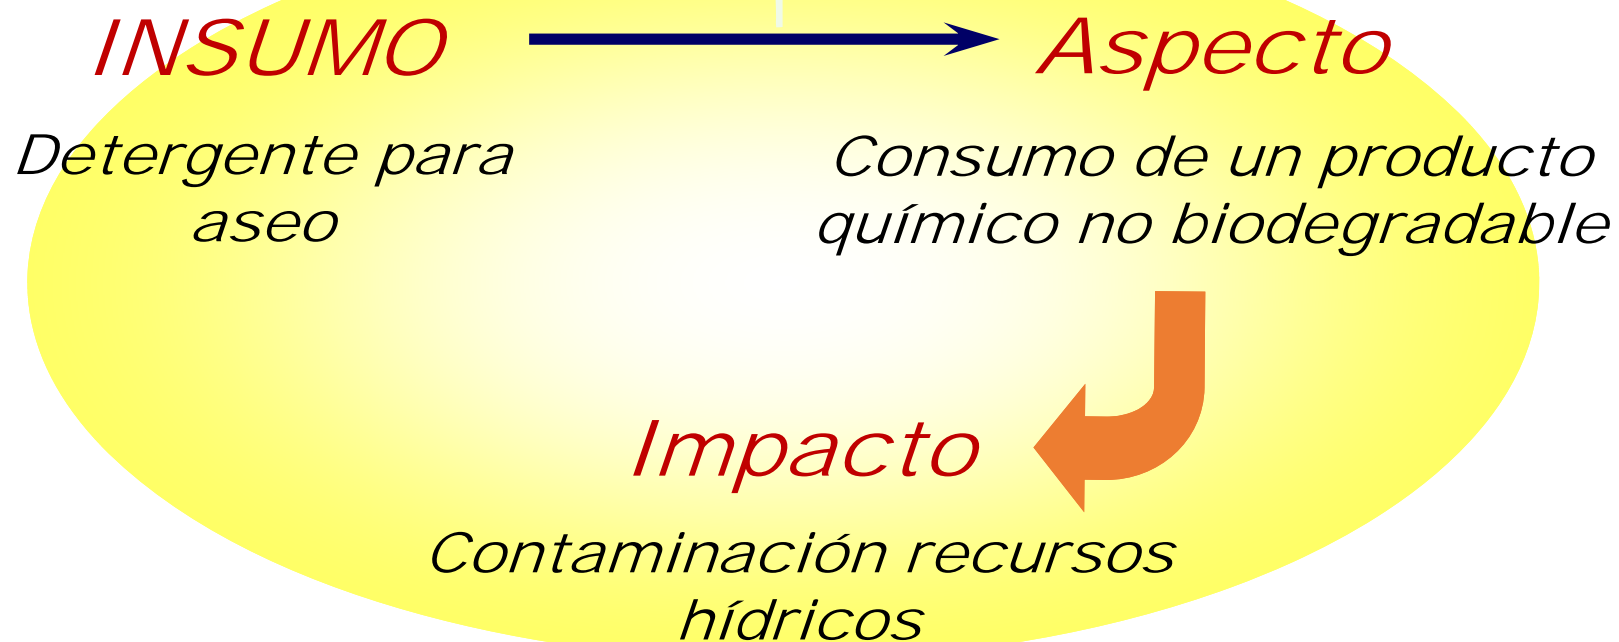 INSUMO
Detergente para
aseo
Aspecto
Consumo de un producto
químico no biodegradable
Impacto
Contaminación recursos
hídricos